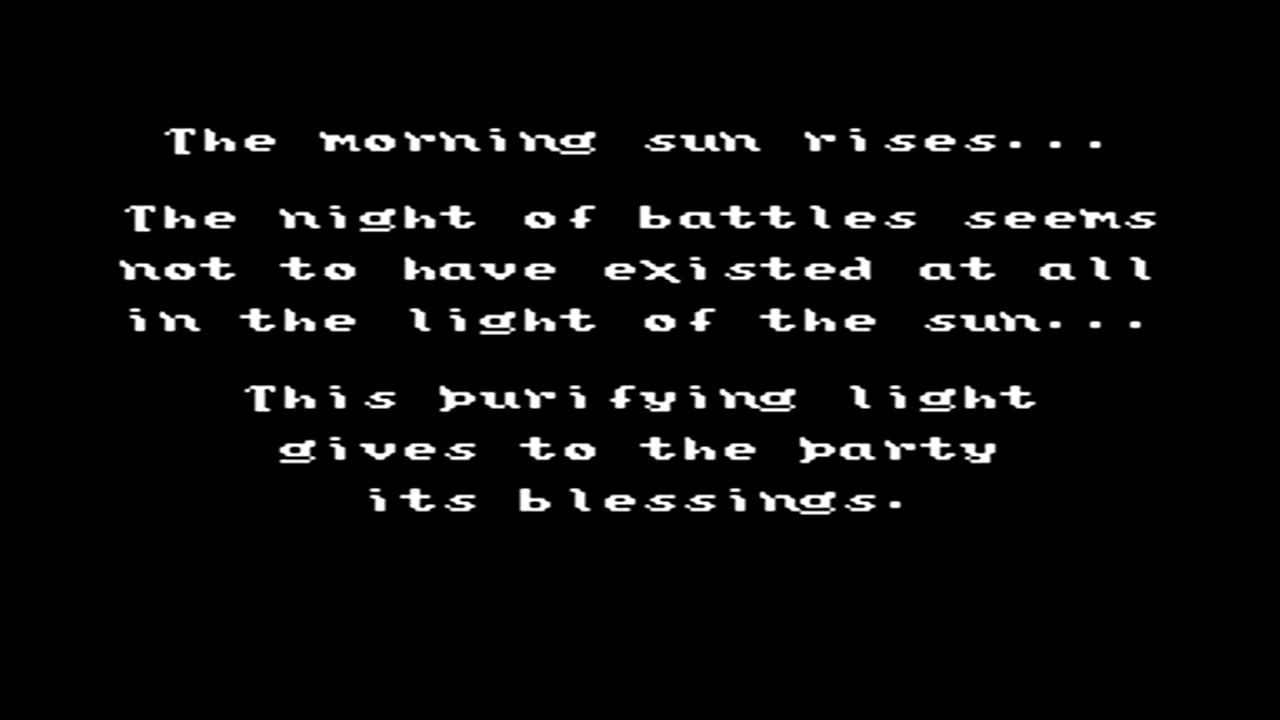 The morning sun rises...
The night of battles seems
not to have existed at all
in the light of the sun...
This purifying light
gives to the party
its blessings.